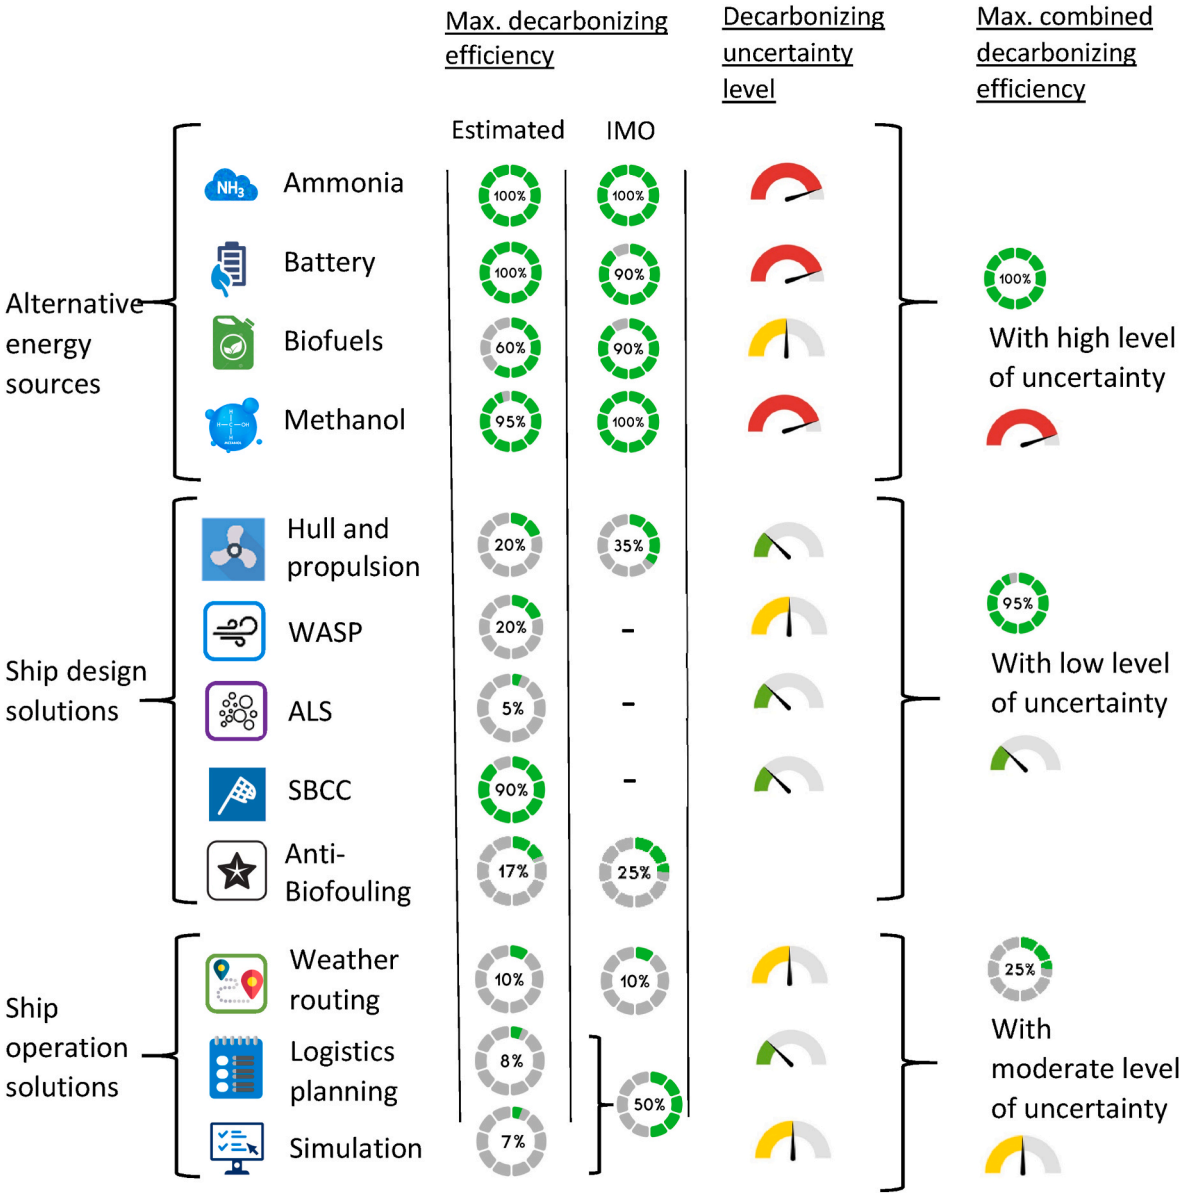 Max. decarbonizing
efficiency
Decarbonizing
uncertainty
level
Max. combined
decarbonizing
efficiency
Estimated
IMO
Alternative
energy
sources
NH3
Ammonia
100%
100%
Battery
100%
90%
Biofuels
60%
90%
H
H-C-OH
H
METHANOL
Methanol
95%
100%
100%
With high level
of uncertainty
Ship design
solutions
Hull and
propulsion
20%
35%
WASP
20%
-
ALS
5%
-
SBCC
90%
-
Anti-
Biofouling
17%
25%
95%
With low level
of uncertainty
Ship
operation
solutions
Weather
routing
10%
10%
Logistics
planning
8%
50%
Simulation
7%
25%
With
moderate level
of uncertainty